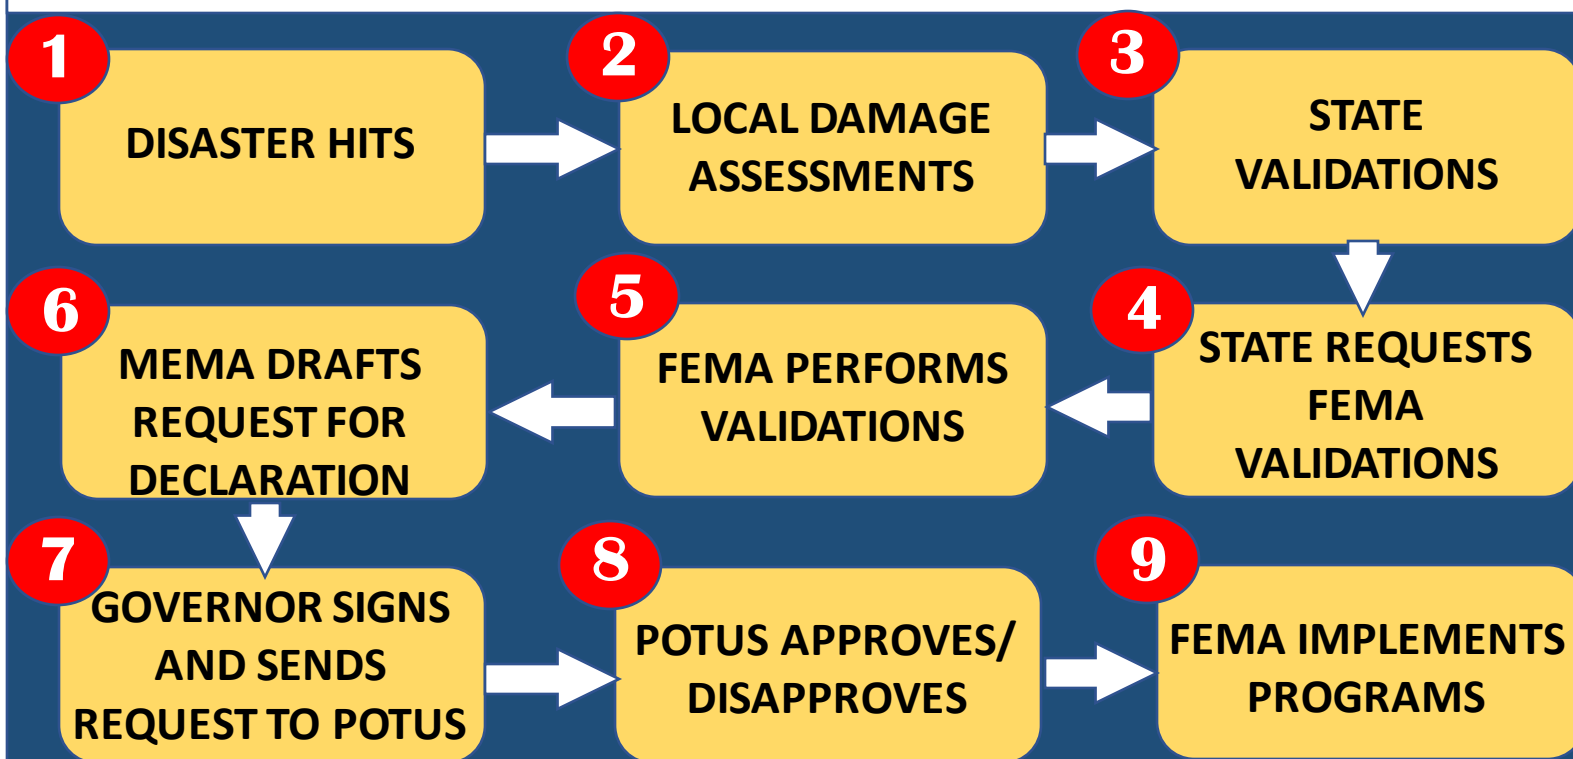 1
DISASTER HITS
2
LOCAL DAMAGE
ASSESSMENTS
3
STATE
VALIDATIONS
4
STATE REQUESTS
FEMA
VALIDATIONS
5
FEMA PERFORMS
VALIDATIONS
6
MEMA DRAFTS
REQUEST FOR
DECLARATION
7
GOVERNOR SIGNS
AND SENDS
REQUEST TO POTUS
8
POTUS APPROVES/
DISAPPROVES
9
FEMA IMPLEMENTS
PROGRAMS